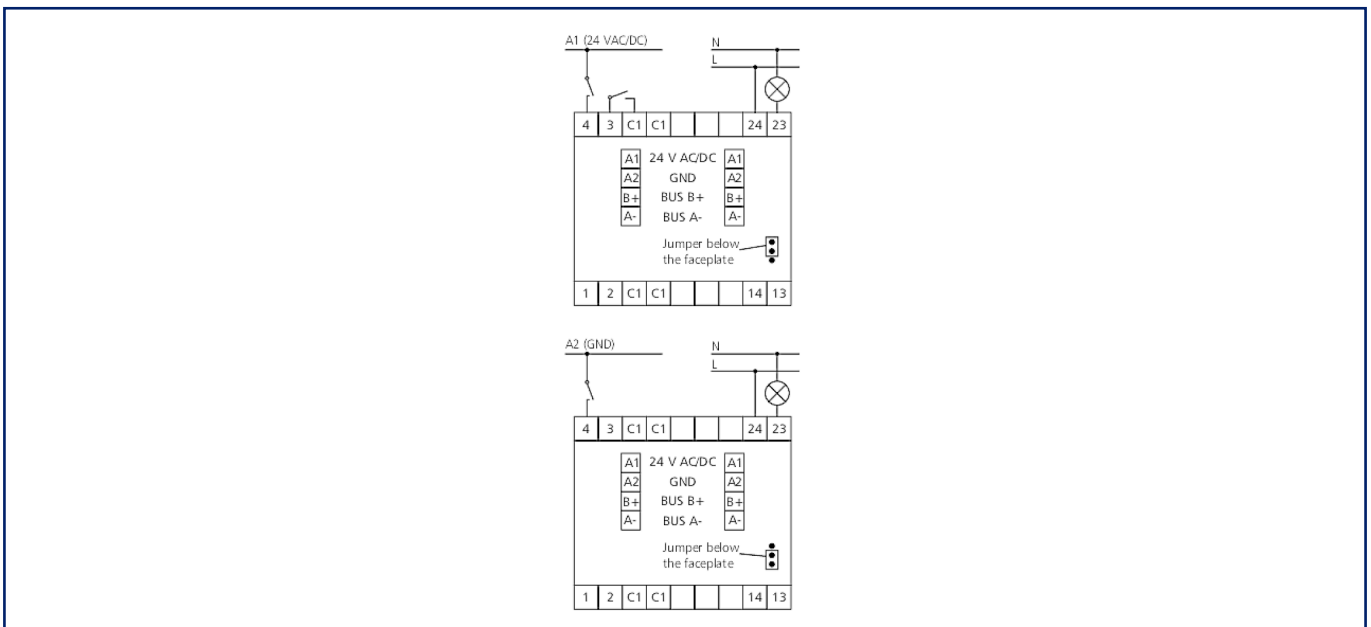 A1 (24 VAC/DC)
N
L
4 3 C1 C1 24 23
A1 24 V AC/DC A1
A2 GND A2
B+ BUS B+ B+
A- BUS A- A-
Jumper below
the faceplate
1 2 C1 C1 14 13
A2 (GND)
N
L
4 3 C1 C1 24 23
A1 24 V AC/DC A1
A2 GND A2
B+ BUS B+ B+
A- BUS A- A-
Jumper below
the faceplate
1 2 C1 C1 14 13